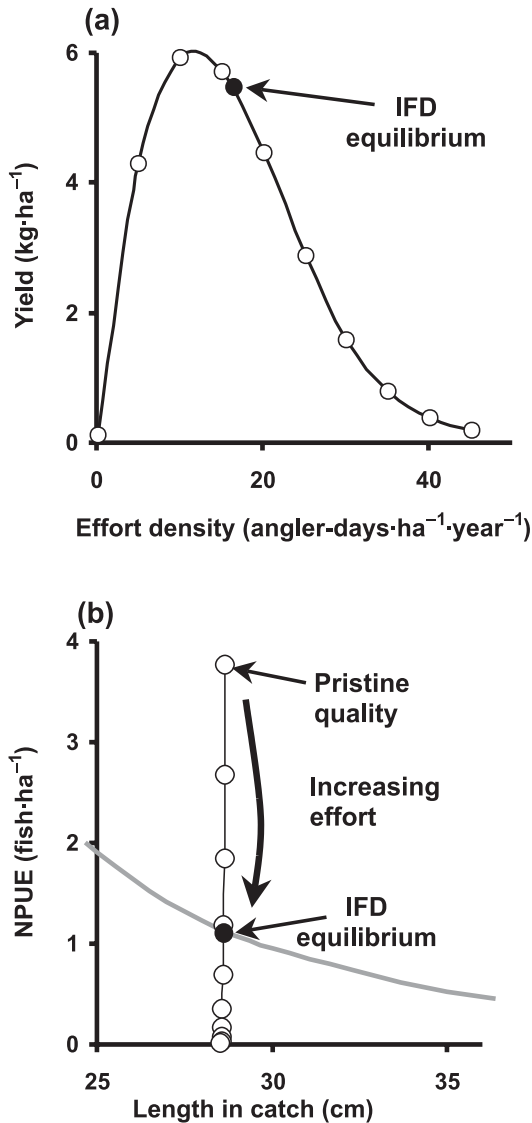 (a)
6
4
2
0
Yield (kg·ha⁻¹)
IFD
equilibrium
0 20 40
Effort density (angler-days·ha⁻¹·year⁻¹)
(b)
4
3
2
1
0
NPUE (fish·ha⁻¹)
Pristine
quality
Increasing
effort
IFD
equilibrium
25 30 35
Length in catch (cm)